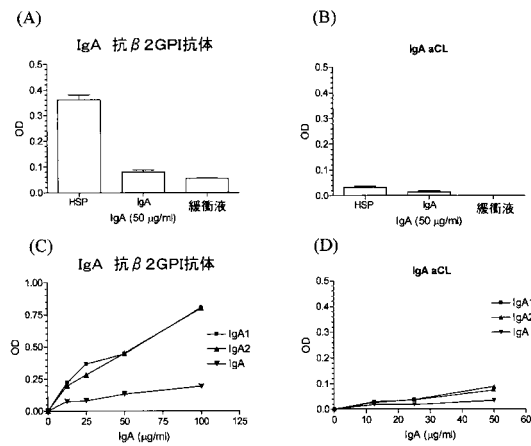 (A)
IgA 抗β2GPI抗体
0.5
0.4
0.3
0.2
0.1
0.0
OD
HSP IgA 緩衝液
IgA (50 μg/ml)
(B)
IgA aCL
0.5
0.4
0.3
0.2
0.1
0.0
OD
HSP IgA 緩衝液
IgA (50 μg/ml)
(C)
IgA 抗β2GPI抗体
1.00
0.75
0.50
0.25
0.00
OD
IgA1
IgA2
IgA
0 25 50 75 100 125
IgA (μg/ml)
(D)
IgA aCL
0.5
0.4
0.3
0.2
0.1
0.0
OD
IgA1
IgA2
IgA
0 10 20 30 40 50 60
IgA (μg/ml)